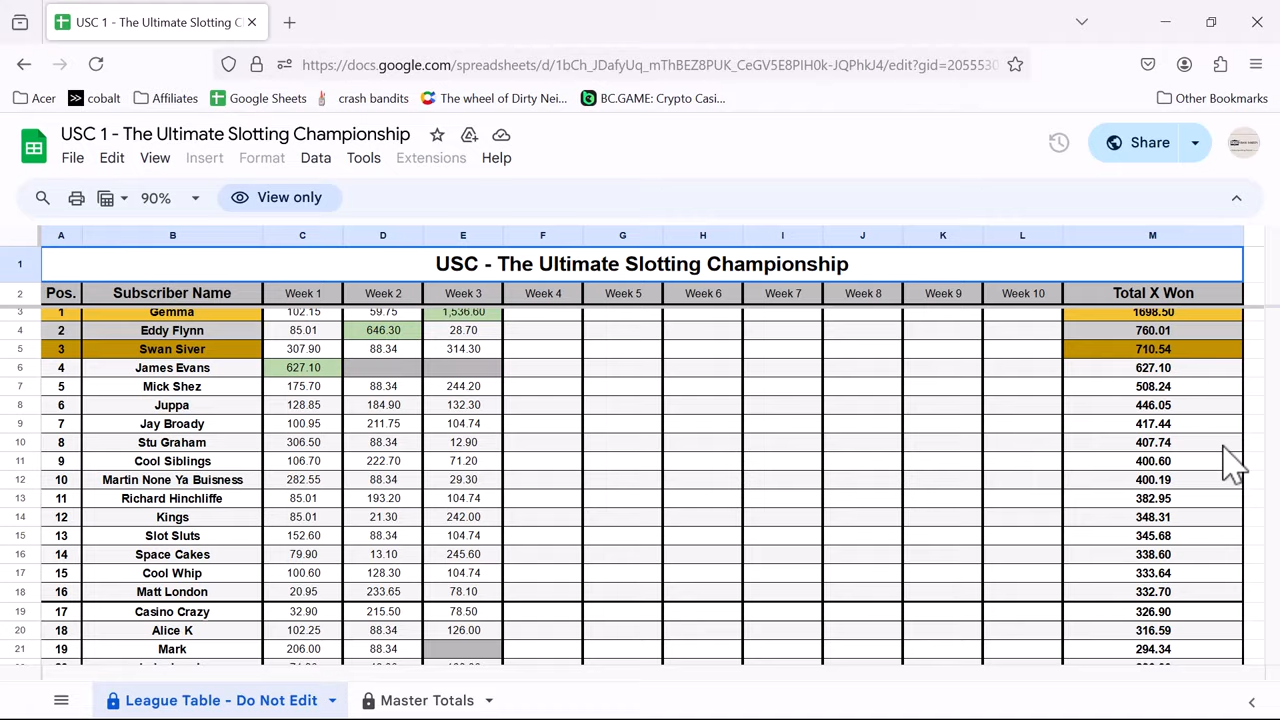 USC 1 - The Ultimate Slotting C
https://docs.google.com/spreadsheets/d/1bCh_JDafyUq_mThBEZ8PUK_CeGV5E8PIH0k-JQPhkJ4/edit?gid=2055530
Acer cobalt Affiliates Google Sheets crash bandits The wheel of Dirty Nei... BC.GAME: Crypto Casi... Other Bookmarks
USC 1 - The Ultimate Slotting Championship
File Edit View Insert Format Data Tools Extensions Help
Share
90% View only
A B C D E F G H I J K L M
1 USC - The Ultimate Slotting Championship
2 Pos. Subscriber Name Week 1 Week 2 Week 3 Week 4 Week 5 Week 6 Week 7 Week 8 Week 9 Week 10 Total X Won
3 1 Gemma 102.15 59.75 1,536.60 1698.50
4 2 Eddy Flynn 85.01 646.30 28.70 760.01
5 3 Swan Siver 307.90 88.34 314.30 710.54
6 4 James Evans 627.10 627.10
7 5 Mick Shez 175.70 88.34 244.20 508.24
8 6 Juppa 128.85 184.90 132.30 446.05
9 7 Jay Broady 100.95 211.75 104.74 417.44
10 8 Stu Graham 306.50 88.34 12.90 407.74
11 9 Cool Siblings 106.70 222.70 71.20 400.60
12 10 Martin None Ya Buisness 282.55 88.34 29.30 400.19
13 11 Richard Hinchliffe 85.01 193.20 104.74 382.95
14 12 Kings 85.01 21.30 242.00 348.31
15 13 Slot Sluts 152.60 88.34 104.74 345.68
16 14 Space Cakes 79.90 13.10 245.60 338.60
17 15 Cool Whip 100.60 128.30 104.74 333.64
18 16 Matt London 20.95 233.65 78.10 332.70
19 17 Casino Crazy 32.90 215.50 78.50 326.90
20 18 Alice K 102.25 88.34 126.00 316.59
21 19 Mark 206.00 88.34 294.34
League Table - Do Not Edit Master Totals